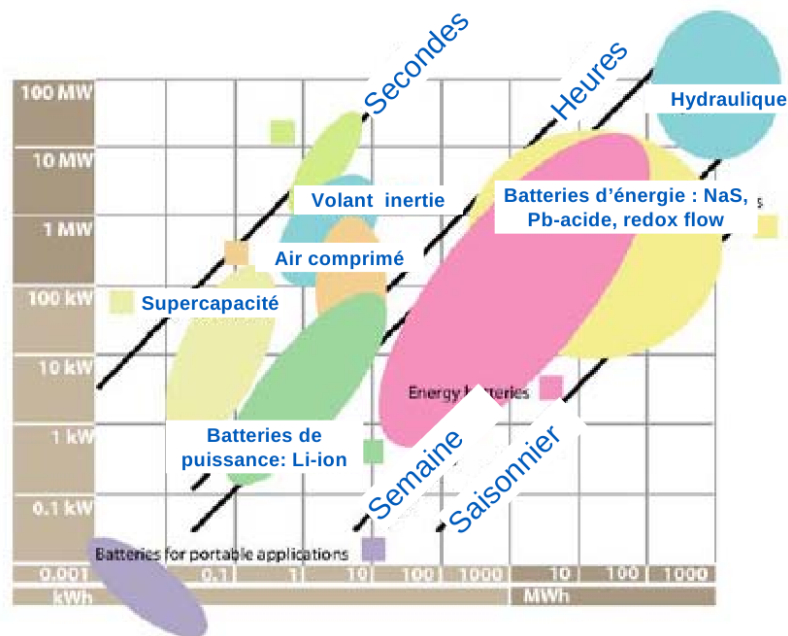 Secondes
Heures
100 MW
Hydraulique
10 MW
Volant inertie
Batteries d’énergie : NaS,
Pb-acide, redox flow
s
1 MW
Air comprimé
100 kW
Supercapacité
10 kW
Energy batteries
1 kW
Batteries de
puissance: Li-ion
Semaine
Saisonnier
0.1 kW
Batteries for portable applications
0.001 0.1 1 10 100 1000 10 100 1000
kWh MWh